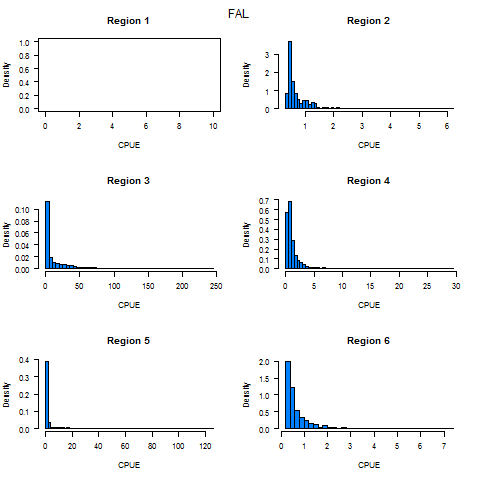 FAL
Region 1
Density
1.0
0.8
0.6
0.4
0.2
0.0
0 2 4 6 8 10
CPUE
Region 2
Density
3
2
1
0
1 2 3 4 5 6
CPUE
Region 3
Density
0.10
0.08
0.06
0.04
0.02
0.00
0 50 100 150 200 250
CPUE
Region 4
Density
0.7
0.6
0.5
0.4
0.3
0.2
0.1
0.0
0 5 10 15 20 25 30
CPUE
Region 5
Density
0.4
0.3
0.2
0.1
0.0
0 20 40 60 80 100 120
CPUE
Region 6
Density
2.0
1.5
1.0
0.5
0.0
0 1 2 3 4 5 6 7
CPUE